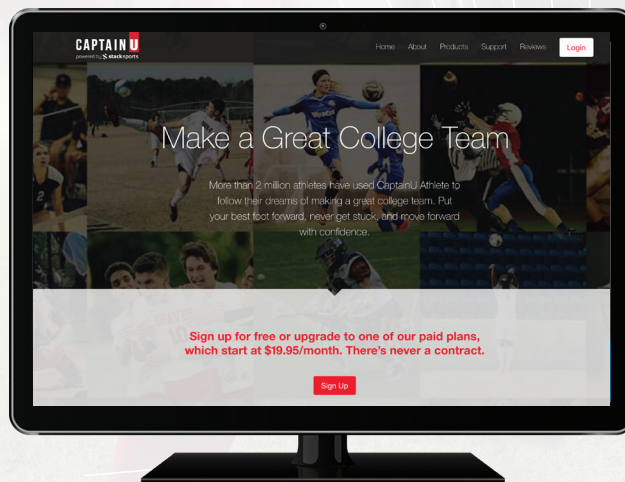 CAPTAIN U
powered by stack sports
Home About Products Support Reviews Login
Make a Great College Team
More than 2 million athletes have used CaptainU Athlete to
follow their dreams of making a great college team. Put
your best foot forward, never get stuck, and move forward
with confidence.
Sign up for free or upgrade to one of our paid plans,
which start at $19.95/month. There's never a contract.
Sign Up